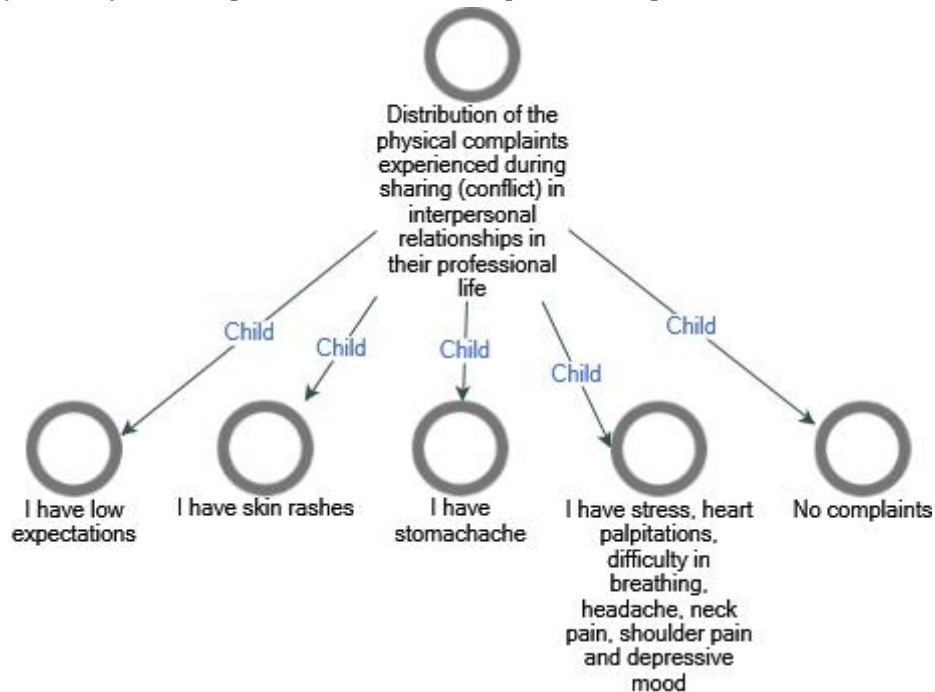 Distribution of the
physical complaints
experienced during
sharing (conflict) in
interpersonal
relationships in
their professional
life
Child
Child
Child
Child
Child
I have low
expectations
I have skin rashes
I have
stomachache
I have stress, heart
palpitations,
difficulty in
breathing,
headache, neck
pain, shoulder pain
and depressive
mood
No complaints